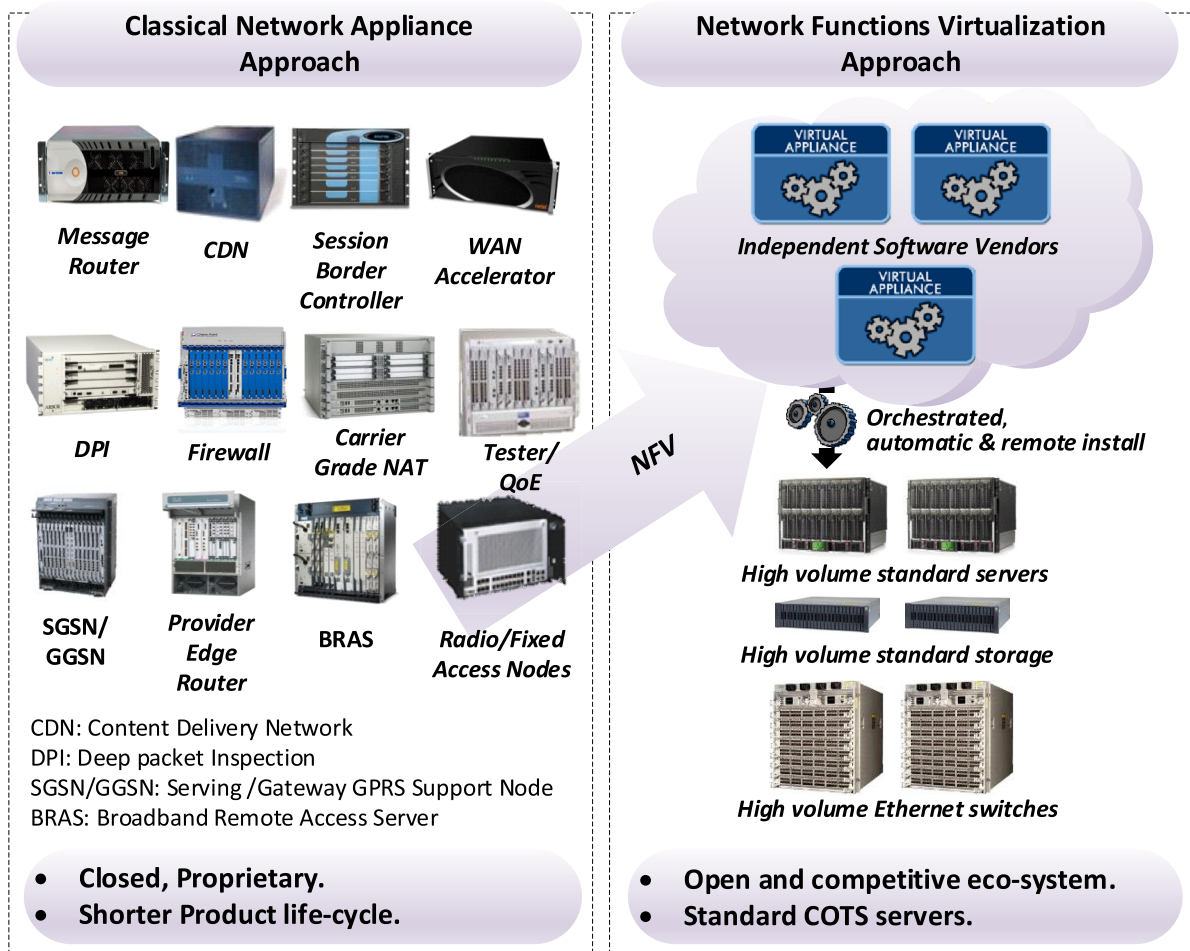 Classical Network Appliance
Approach
Message
Router
CDN
Session
Border
Controller
WAN
Accelerator
DPI
Firewall
Carrier
Grade NAT
Tester/
QoE
SGSN/
GGSN
Provider
Edge
Router
BRAS
Radio/Fixed
Access Nodes
CDN: Content Delivery Network
DPI: Deep packet Inspection
SGSN/GGSN: Serving /Gateway GPRS Support Node
BRAS: Broadband Remote Access Server
• Closed, Proprietary.
• Shorter Product life-cycle.
NFV
Network Functions Virtualization
Approach
VIRTUAL
APPLIANCE
VIRTUAL
APPLIANCE
Independent Software Vendors
VIRTUAL
APPLIANCE
Orchestrated,
automatic & remote install
High volume standard servers
High volume standard storage
High volume Ethernet switches
• Open and competitive eco-system.
• Standard COTS servers.